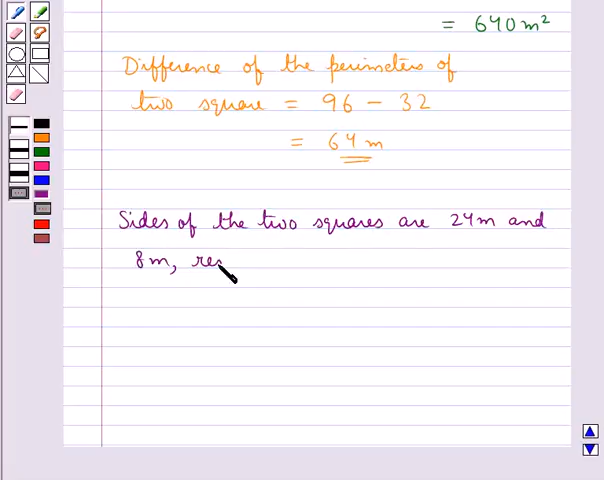 = 640 m²
Difference of the perimeters of
two square = 96 - 32
= 64 m
Sides of the two squares are 24m and
8m, res